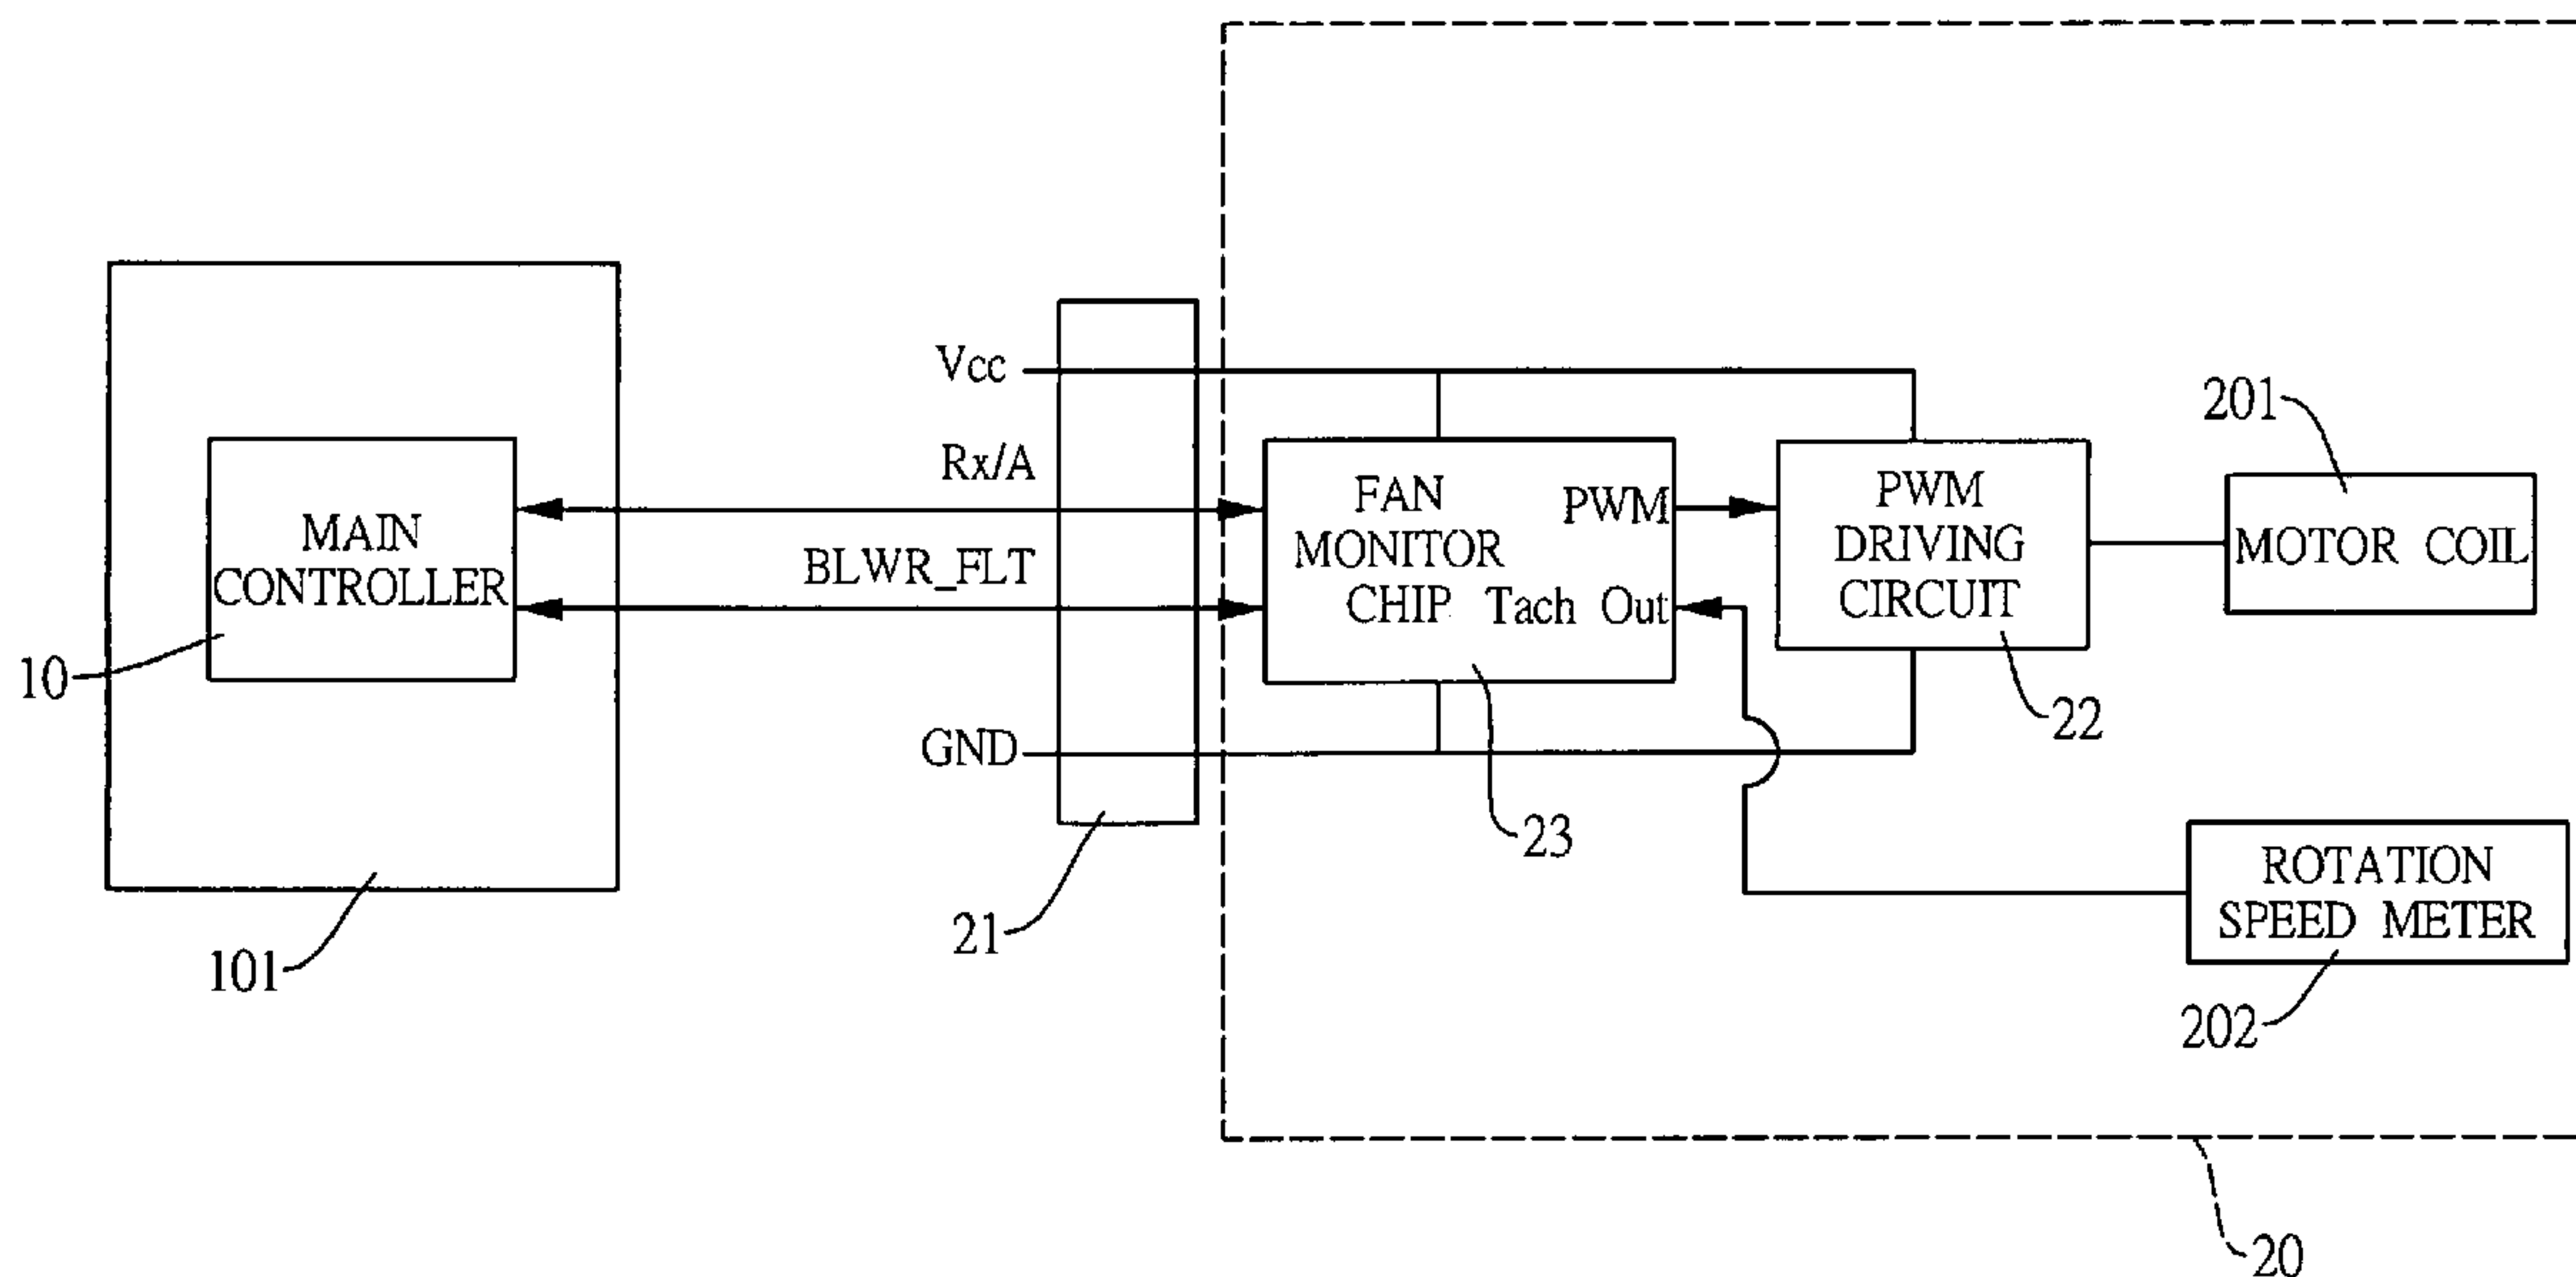 Vcc
Rx/A
BLWR_FLT
GND
MAIN
CONTROLLER
10
101
21
FAN
MONITOR
CHIP
PWM
Tach Out
23
PWM
DRIVING
CIRCUIT
22
201
MOTOR COIL
ROTATION
SPEED METER
202
20